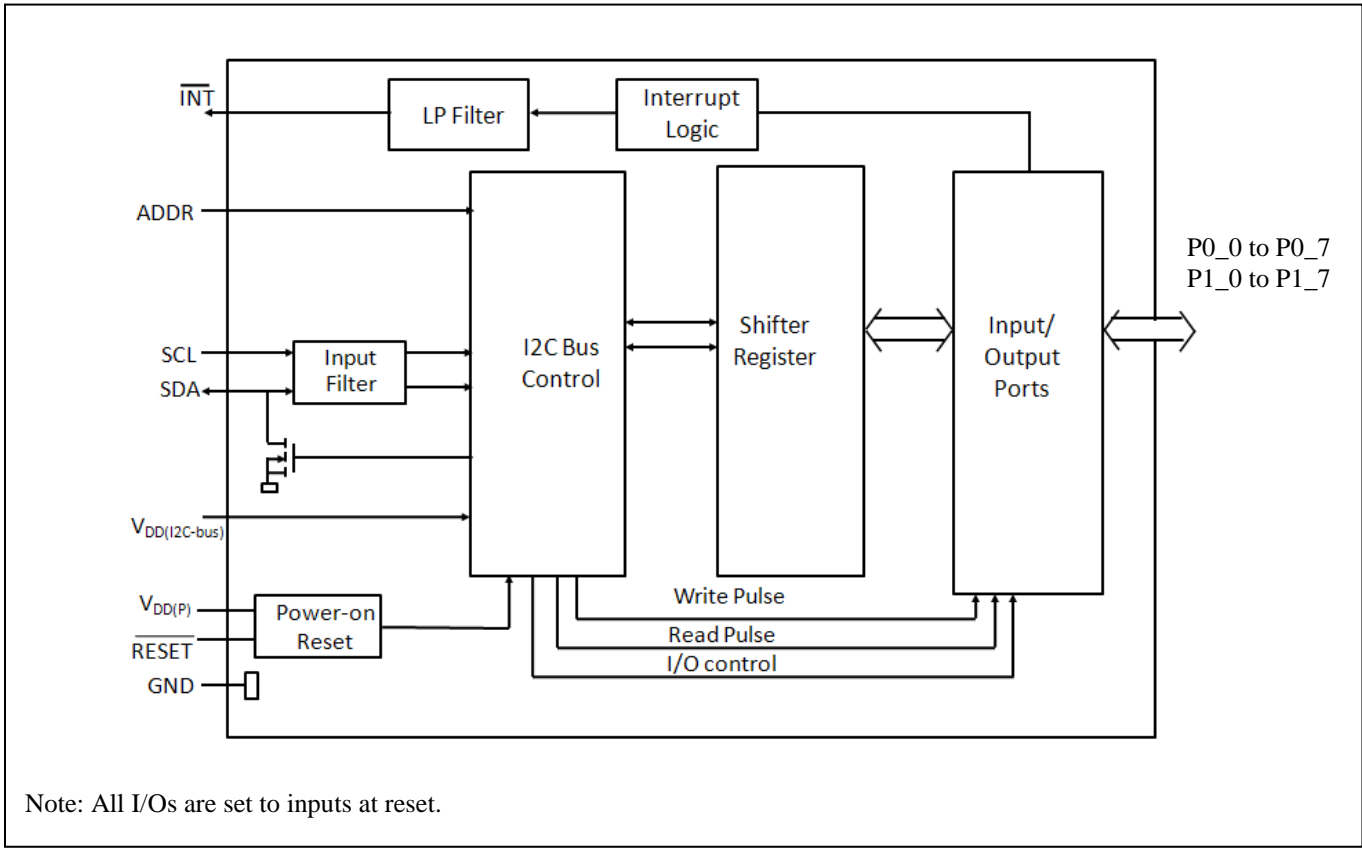 INT
LP Filter
Interrupt
Logic
ADDR
P0_0 to P0_7
P1_0 to P1_7
SCL
SDA
Input
Filter
I2C Bus
Control
Shifter
Register
Input/
Output
Ports
VDD(I2C-bus)
VDD(P)
RESET
GND
Power-on
Reset
Write Pulse
Read Pulse
I/O control
Note: All I/Os are set to inputs at reset.